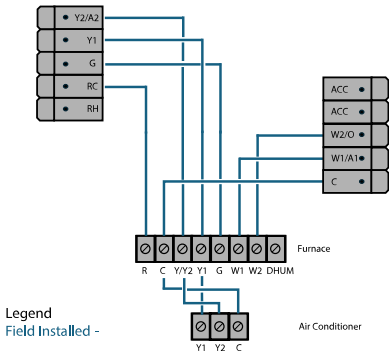 Y2/A2
Y1
G
RC
RH
ACC
ACC
W2/O
W1/A1
C
Furnace
R C Y/Y2 Y1 G W1 W2 DHUM
Legend
Field Installed -
Air Conditioner
Y1 Y2 C